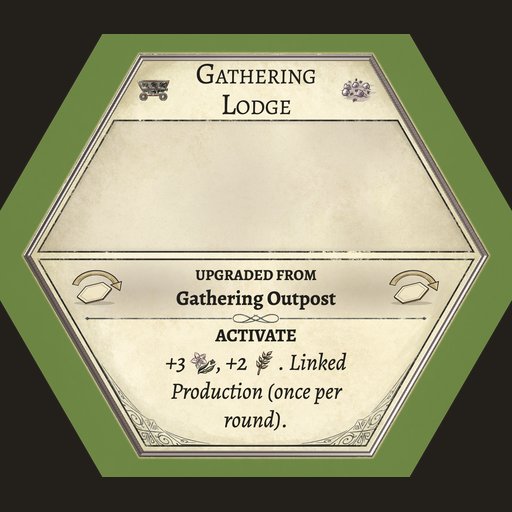 Gathering
Lodge
UPGRADED FROM
Gathering Outpost
ACTIVATE
+3 , +2 . Linked
Production (once per
round).